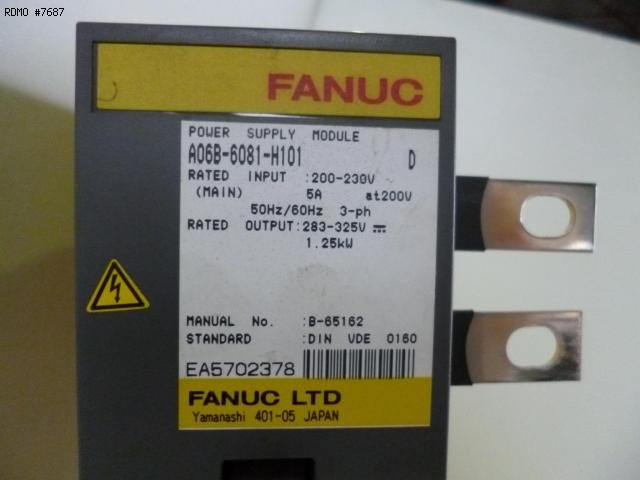 RDMO #7687
FANUC
POWER SUPPLY MODULE
A06B-6081-H101 D
RATED INPUT :200-230V
(MAIN) 5A at200V
50Hz/60Hz 3-ph
RATED OUTPUT:283-325V ⎓
1.25kW
MANUAL No. :B-65162
STANDARD :DIN VDE 0160
EA5702378
FANUC LTD
Yamanashi 401-05 JAPAN